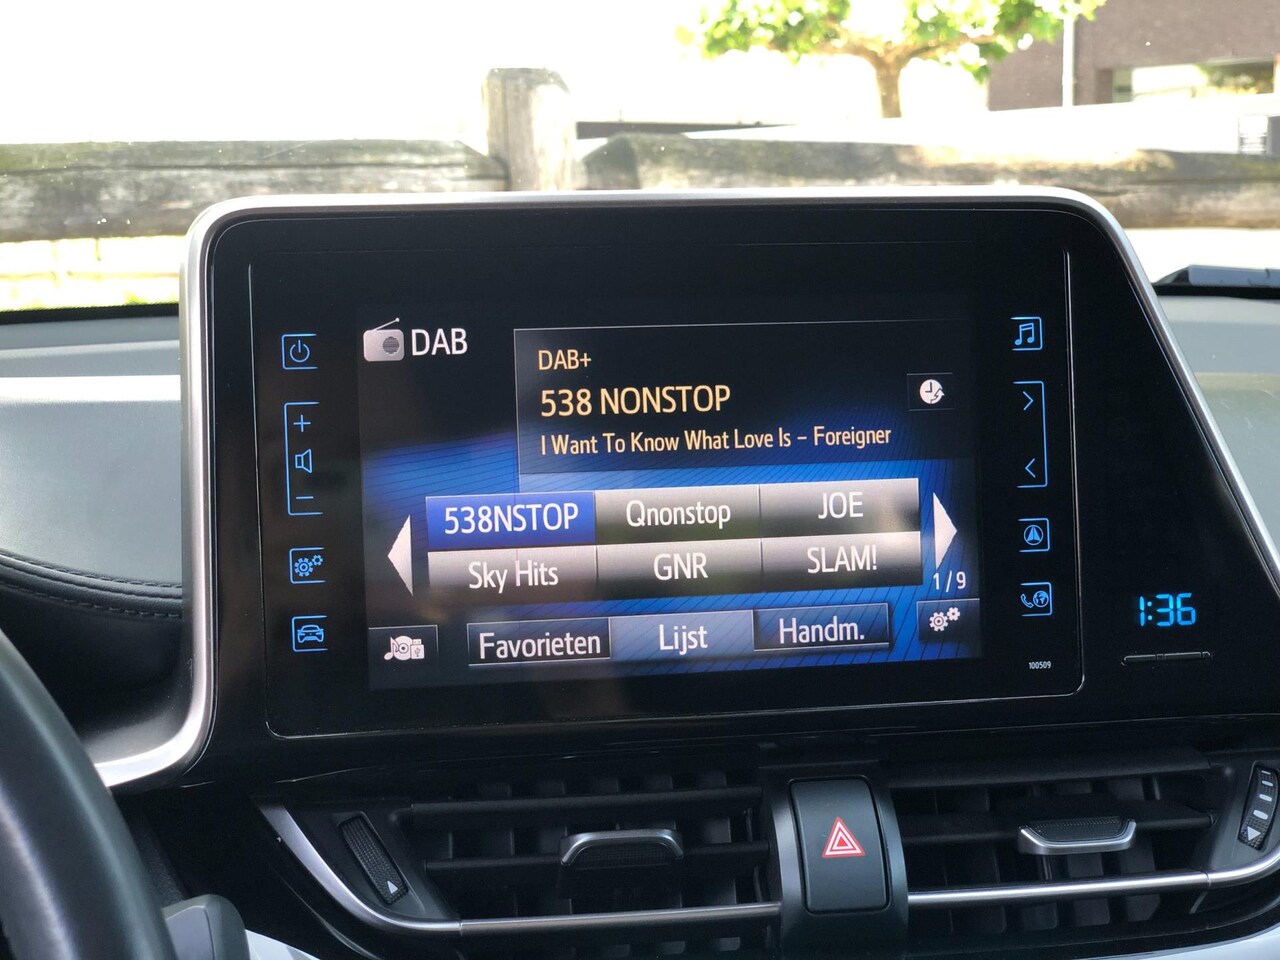 DAB
DAB+
538 NONSTOP
I Want To Know What Love Is - Foreigner
538NSTOP Qnonstop JOE
Sky Hits GNR SLAM!
1/9
Favorieten Lijst Handm.
100509
1:36